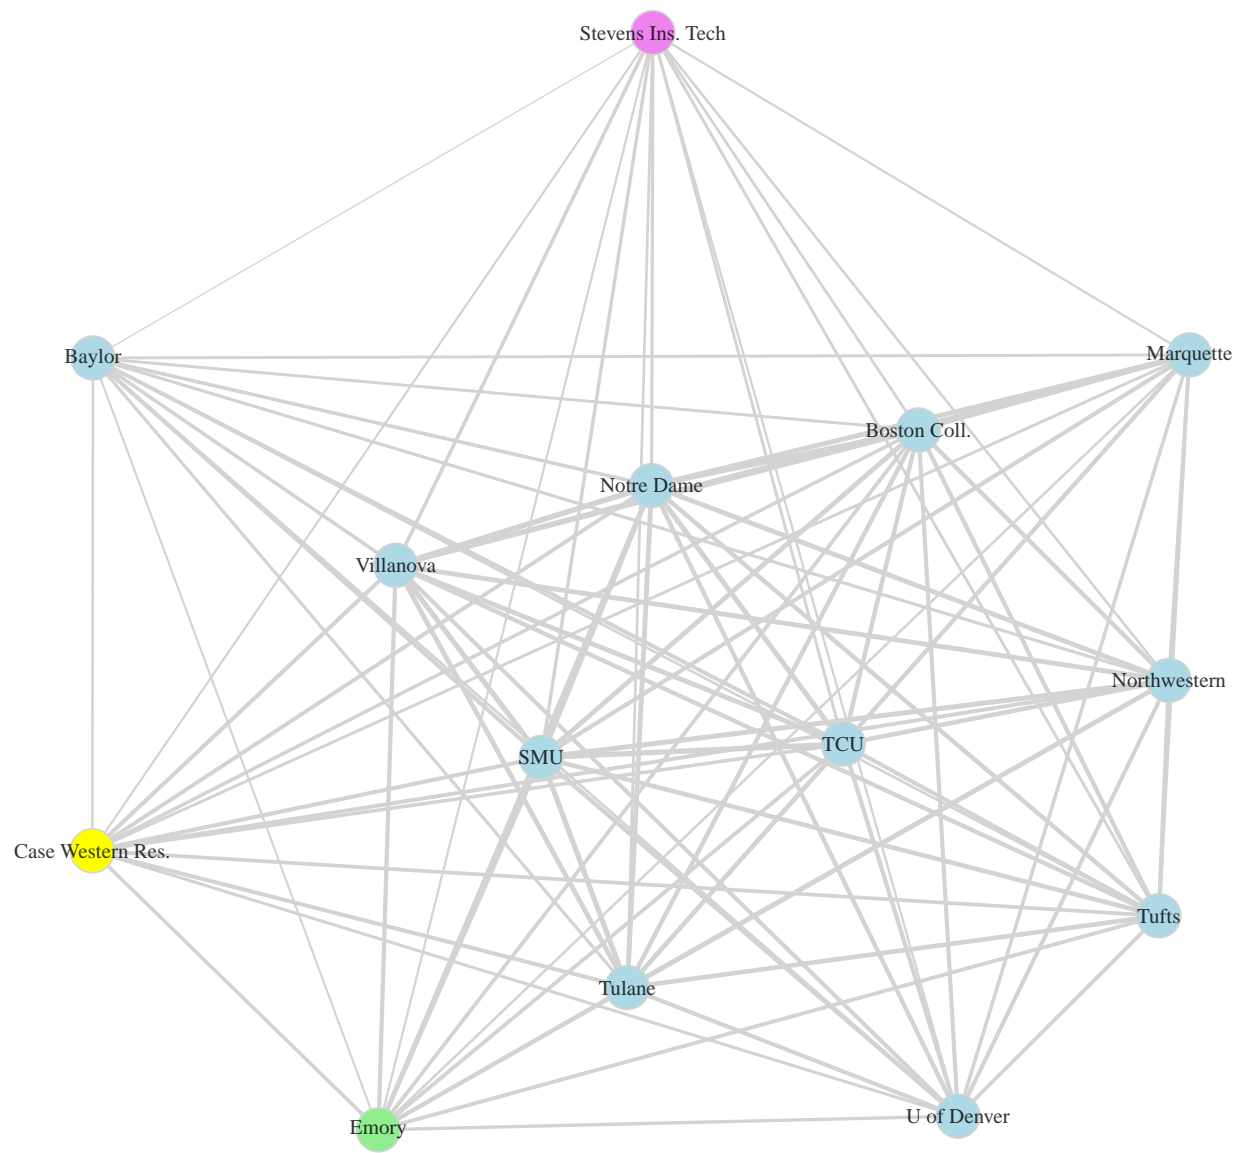 Stevens Ins. Tech
Baylor
Marquette
Boston Coll.
Notre Dame
Villanova
Northwestern
TCU
SMU
Case Western Res.
Tufts
Tulane
U of Denver
Emory